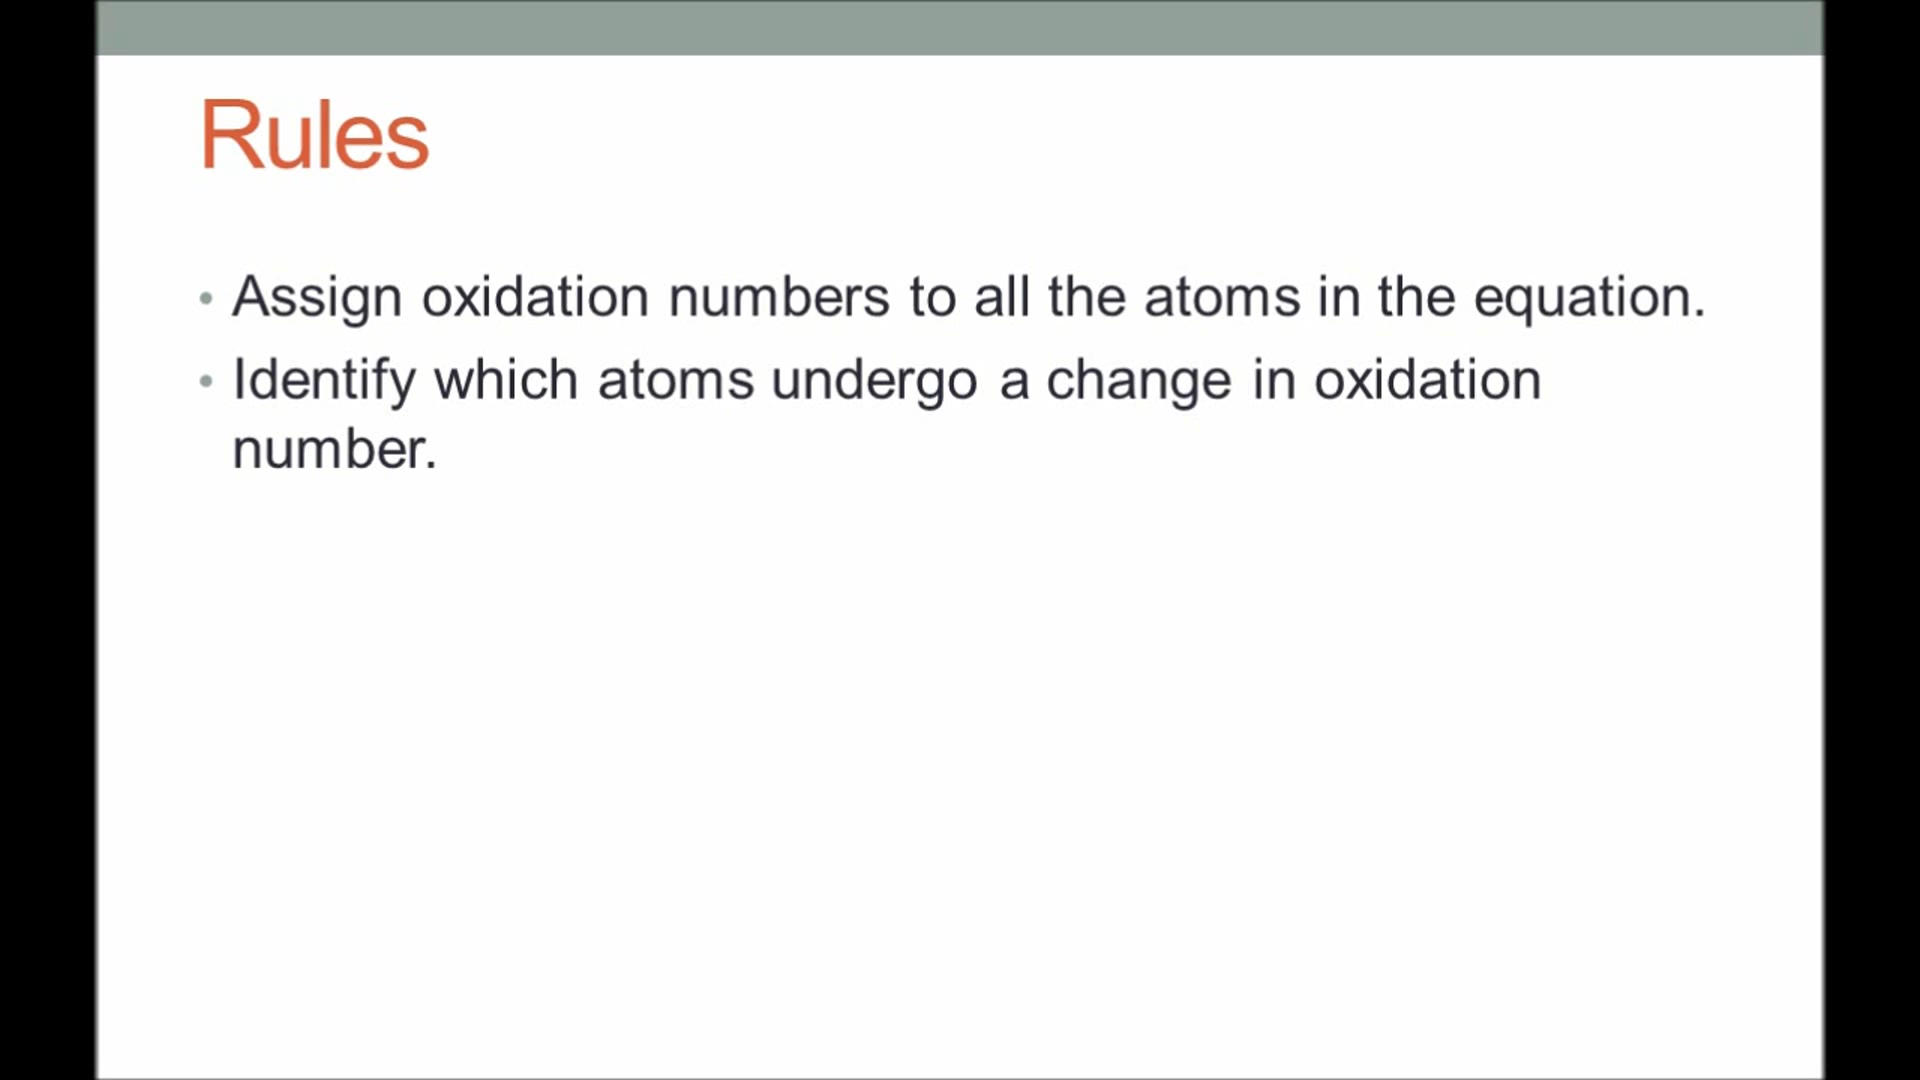 Rules
• Assign oxidation numbers to all the atoms in the equation.
• Identify which atoms undergo a change in oxidation
number.